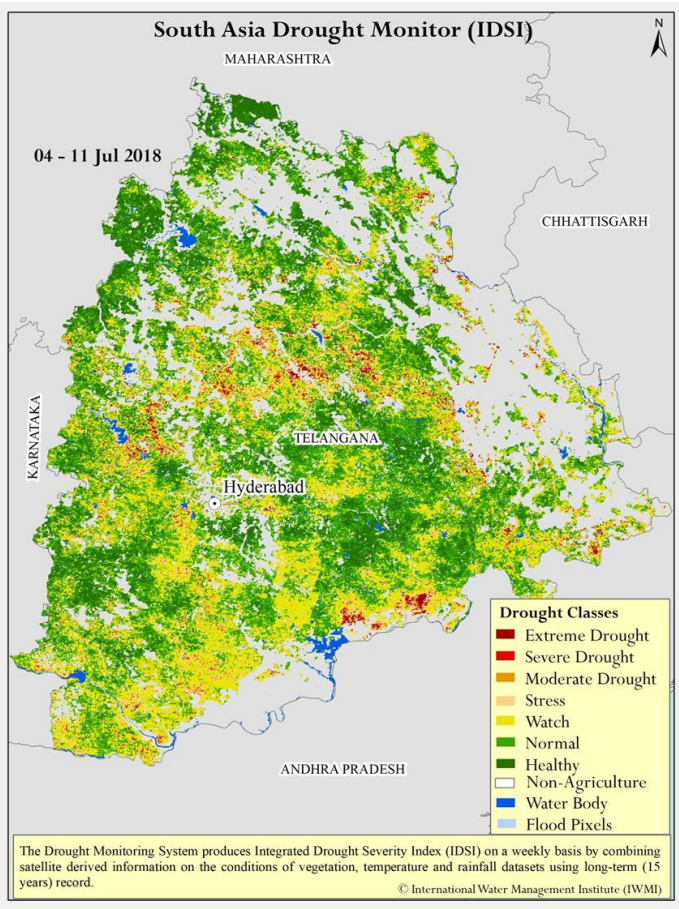 South Asia Drought Monitor (IDSI)
N
MAHARASHTRA
04 - 11 Jul 2018
CHHATTISGARH
KARNATAKA
TELANGANA
Hyderabad
ANDHRA PRADESH
Drought Classes
Extreme Drought
Severe Drought
Moderate Drought
Stress
Watch
Normal
Healthy
Non-Agriculture
Water Body
Flood Pixels
The Drought Monitoring System produces Integrated Drought Severity Index (IDSI) on a weekly basis by combining
satellite derived information on the conditions of vegetation, temperature and rainfall datasets using long-term (15
years) record.
© International Water Management Institute (IWMI)